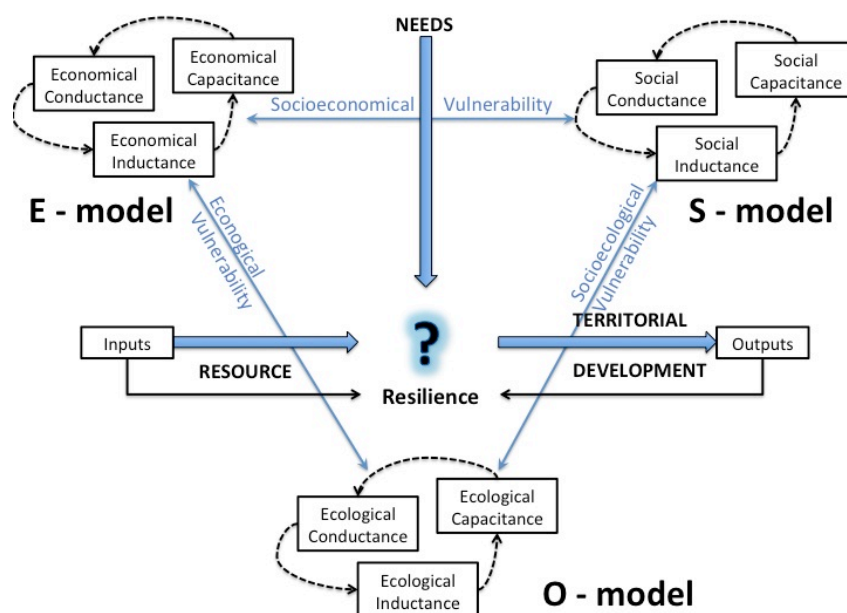 NEEDS
Economical
Capacitance
Economical
Conductance
Economical
Inductance
E - model
Socioeconomical Vulnerability
Social
Capacitance
Social
Conductance
Social
Inductance
S - model
Econogical
Vulnerability
Socioecological
Vulnerability
Inputs
RESOURCE
?
Resilience
TERRITORIAL
DEVELOPMENT
Outputs
Ecological
Capacitance
Ecological
Conductance
Ecological
Inductance
O - model